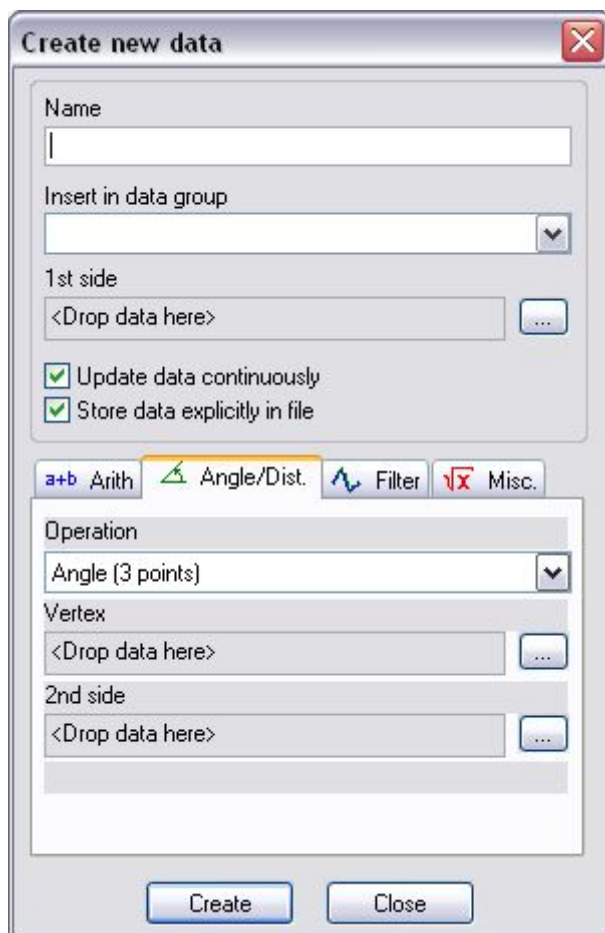 Create new data
Name
Insert in data group
1st side
<Drop data here>
...
Update data continuously
Store data explicitly in file
a+b Arith
Angle/Dist.
Filter
√x Misc.
Operation
Angle (3 points)
Vertex
<Drop data here>
...
2nd side
<Drop data here>
...
Create
Close